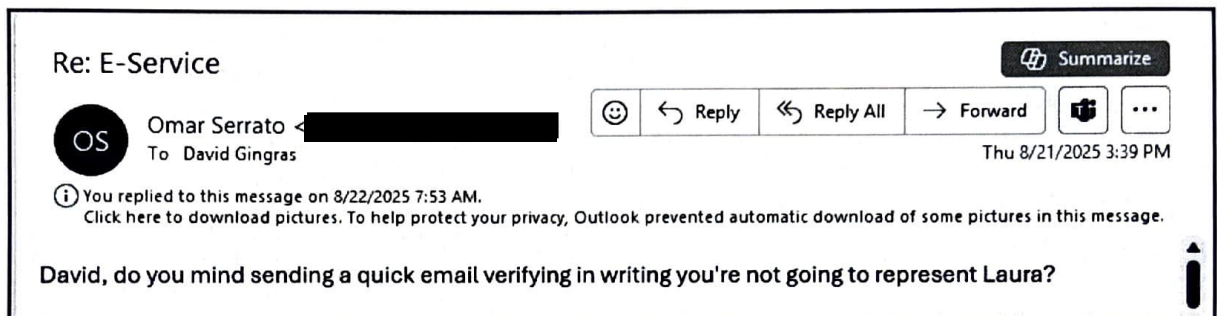 Re: E-Service
Summarize
OS
Omar Serrato <
Reply
Reply All
Forward
To David Gingras
Thu 8/21/2025 3:39 PM
You replied to this message on 8/22/2025 7:53 AM.
Click here to download pictures. To help protect your privacy, Outlook prevented automatic download of some pictures in this message.
David, do you mind sending a quick email verifying in writing you're not going to represent Laura?